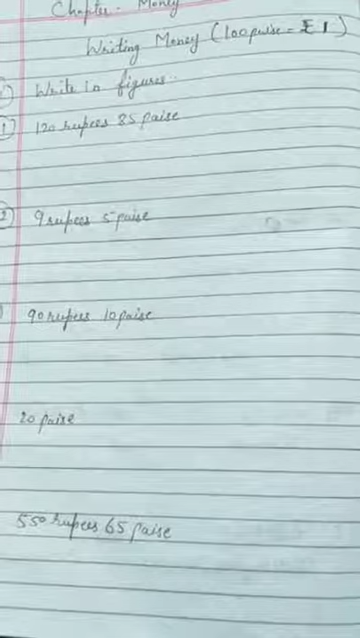 Chapter - Money
Writing Money (100 paise = ₹ 1)
Write in figures.
1) 120 rupees 85 paise
2) 9 rupees 5 paise
90 rupees 10 paise
20 paise
550 rupees 65 paise